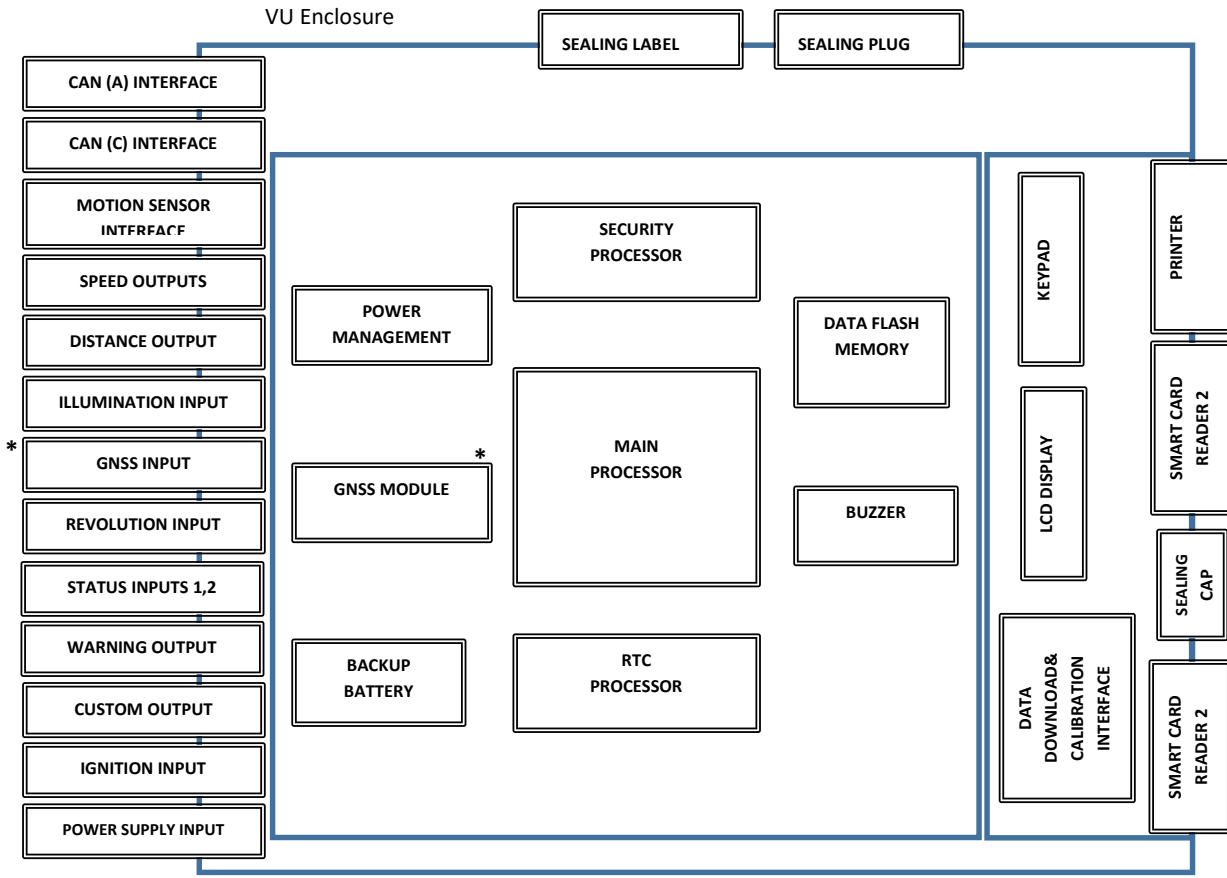 VU Enclosure
SEALING LABEL
SEALING PLUG
CAN (A) INTERFACE
CAN (C) INTERFACE
MOTION SENSOR
INTERFACE
SPEED OUTPUTS
DISTANCE OUTPUT
ILLUMINATION INPUT
*
GNSS INPUT
REVOLUTION INPUT
STATUS INPUTS 1,2
WARNING OUTPUT
CUSTOM OUTPUT
IGNITION INPUT
POWER SUPPLY INPUT
POWER
MANAGEMENT
*
GNSS MODULE
BACKUP
BATTERY
SECURITY
PROCESSOR
MAIN
PROCESSOR
RTC
PROCESSOR
DATA FLASH
MEMORY
BUZZER
KEYPAD
LCD DISPLAY
DATA
DOWNLOAD&
CALIBRATION
INTERFACE
PRINTER
SMART CARD
READER 2
SEALING
CAP
SMART CARD
READER 2